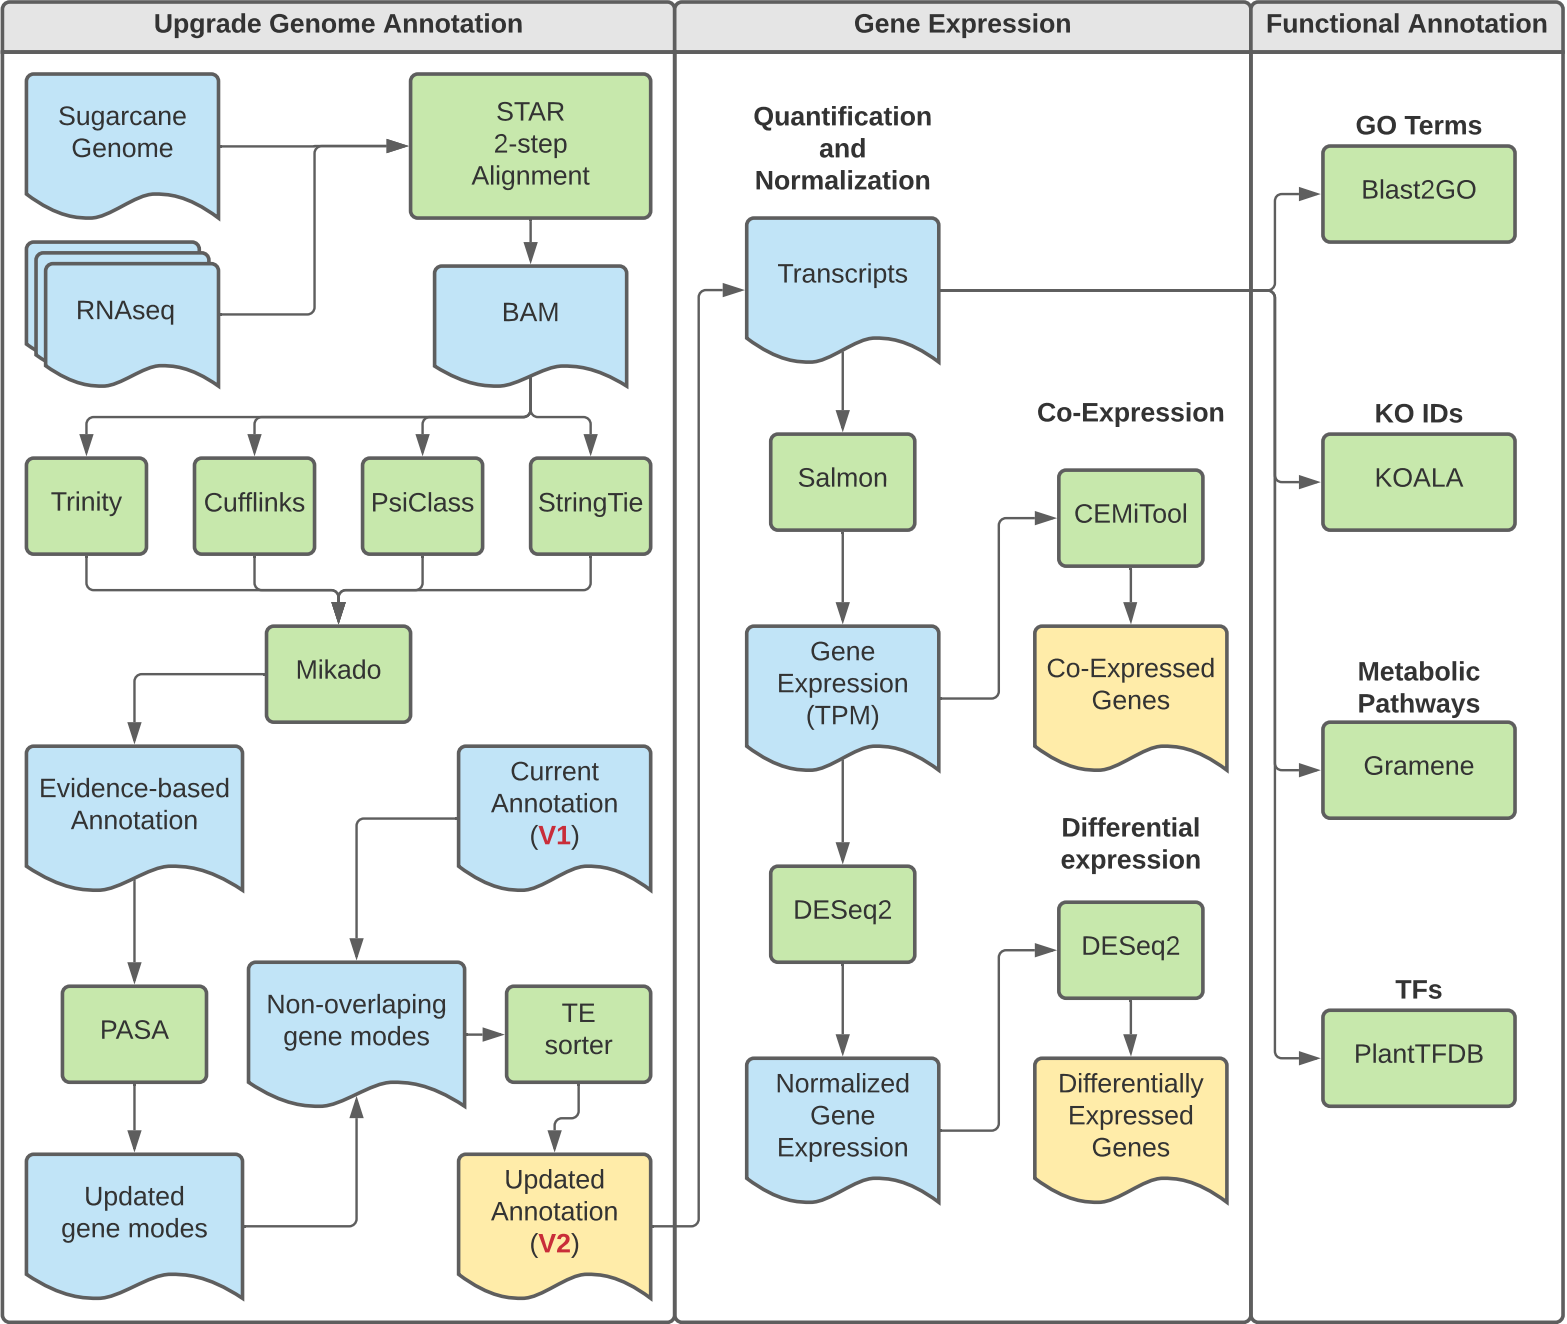 Upgrade Genome Annotation
Sugarcane
Genome
STAR
2-step
Alignment
RNAseq
BAM
Trinity
Cufflinks
PsiClass
StringTie
Mikado
Evidence-based
Annotation
Current
Annotation
(V1)
PASA
Non-overlaping
gene modes
TE
sorter
Updated
gene modes
Updated
Annotation
(V2)
Gene Expression
Quantification
and
Normalization
Transcripts
Salmon
Co-Expression
CEMiTool
Gene
Expression
(TPM)
Co-Expressed
Genes
DESeq2
Differential
expression
DESeq2
Normalized
Gene
Expression
Differentially
Expressed
Genes
Functional Annotation
GO Terms
Blast2GO
KO IDs
KOALA
Metabolic
Pathways
Gramene
TFs
PlantTFDB